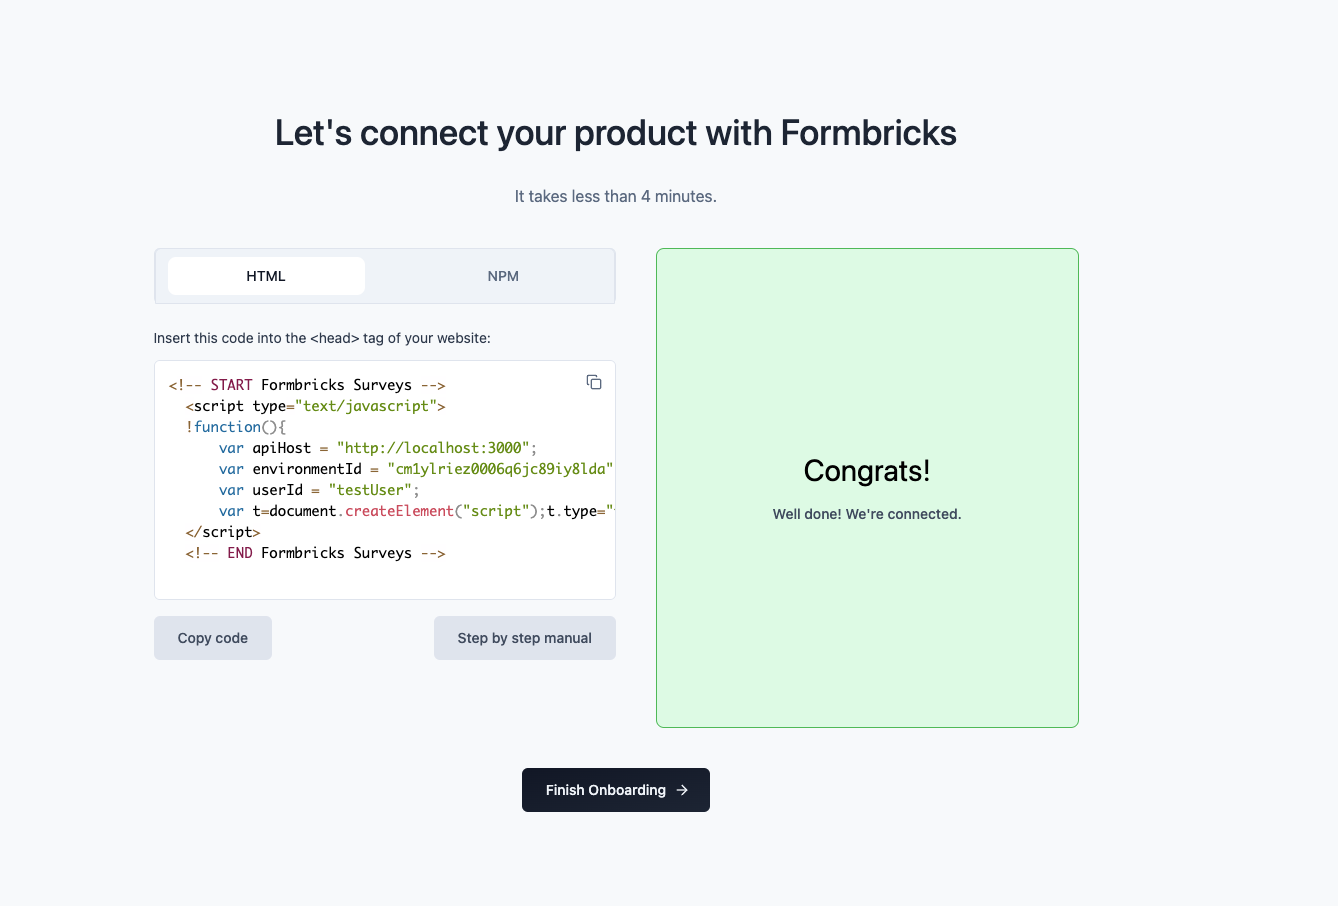 Let's connect your product with Formbricks
It takes less than 4 minutes.
HTML
NPM
Insert this code into the <head> tag of your website:
<!-- START Formbricks Surveys -->
<script type="text/javascript">
!function(){
var apiHost = "http://localhost:3000";
var environmentId = "cm1ylriez0006q6jc89iy8lda"
var userId = "testUser";
var t=document.createElement("script");t.type="
</script>
<!-- END Formbricks Surveys -->
Copy code
Step by step manual
Congrats!
Well done! We're connected.
Finish Onboarding